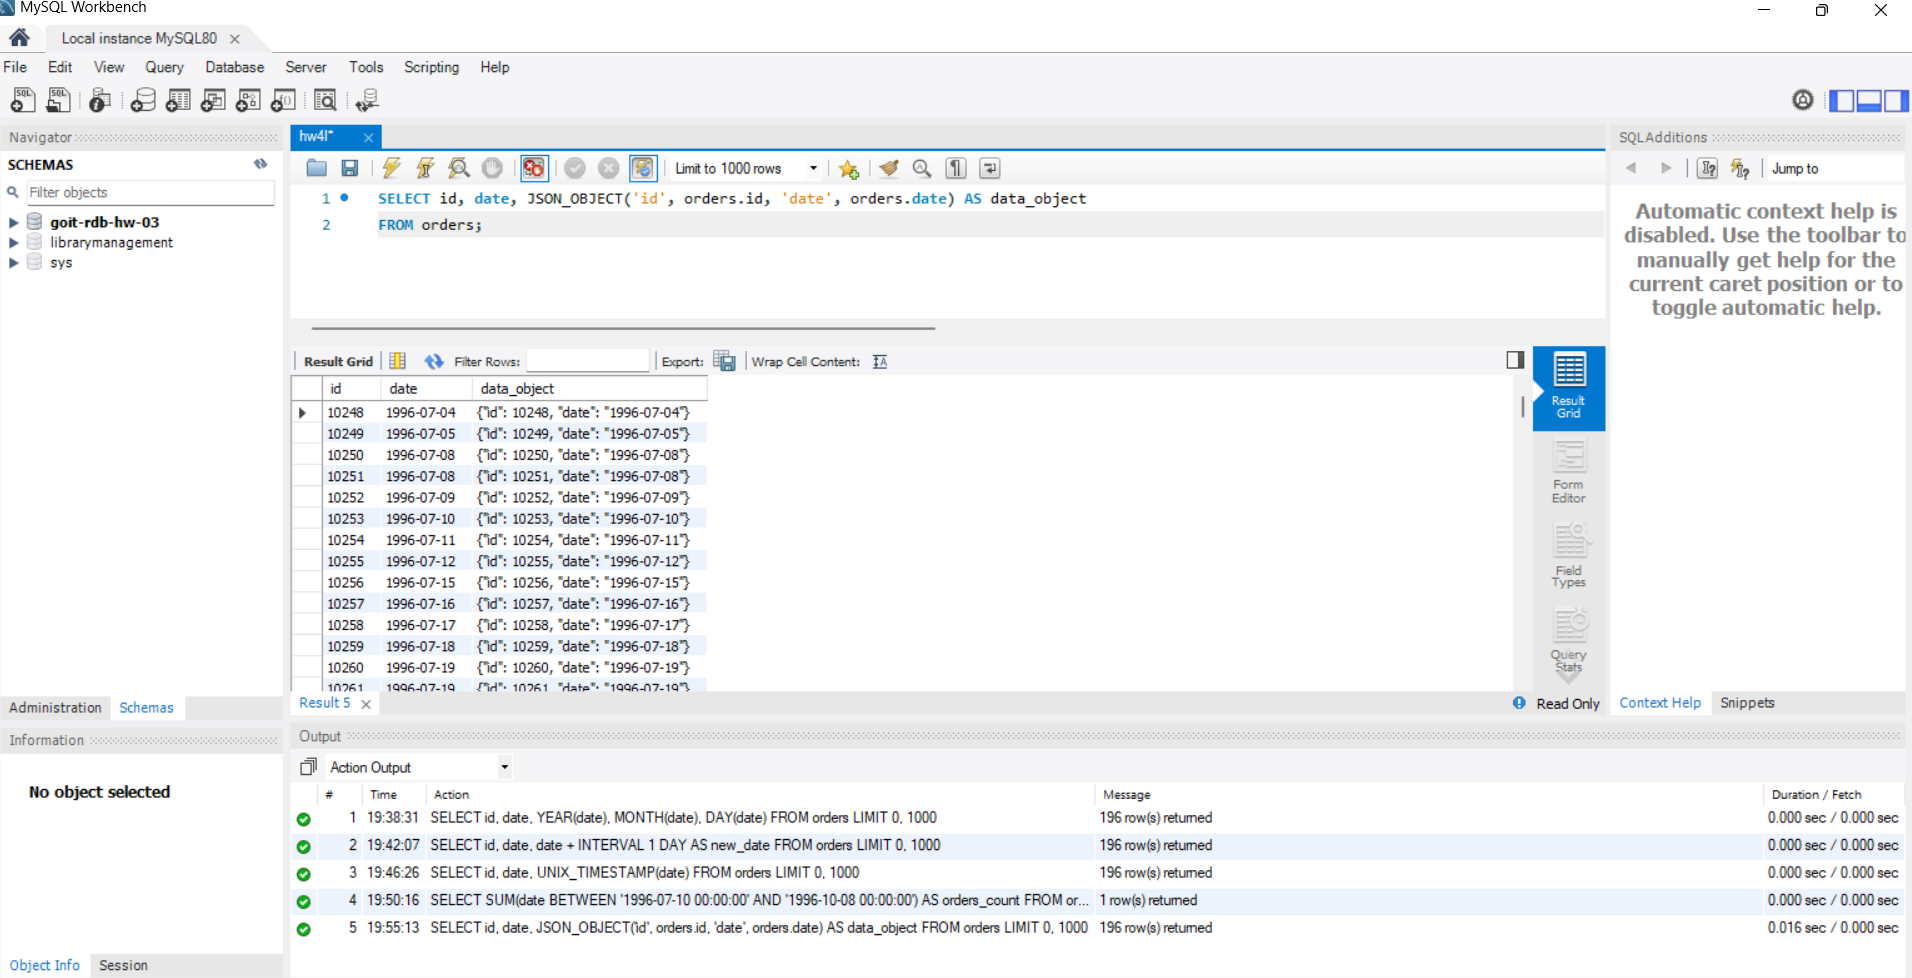 MySQL Workbench
Local instance MySQL80
File Edit View Query Database Server Tools Scripting Help
Navigator
SCHEMAS
Filter objects
goit-rdb-hw-03
librarymanagement
sys
Administration Schemas
Information
No object selected
Object Info Session
hw4l*
Limit to 1000 rows
1 SELECT id, date, JSON_OBJECT('id', orders.id, 'date', orders.date) AS data_object
2 FROM orders;
Result Grid Filter Rows: Export: Wrap Cell Content:
id date data_object
10248 1996-07-04 {"id": 10248, "date": "1996-07-04"}
10249 1996-07-05 {"id": 10249, "date": "1996-07-05"}
10250 1996-07-08 {"id": 10250, "date": "1996-07-08"}
10251 1996-07-08 {"id": 10251, "date": "1996-07-08"}
10252 1996-07-09 {"id": 10252, "date": "1996-07-09"}
10253 1996-07-10 {"id": 10253, "date": "1996-07-10"}
10254 1996-07-11 {"id": 10254, "date": "1996-07-11"}
10255 1996-07-12 {"id": 10255, "date": "1996-07-12"}
10256 1996-07-15 {"id": 10256, "date": "1996-07-15"}
10257 1996-07-16 {"id": 10257, "date": "1996-07-16"}
10258 1996-07-17 {"id": 10258, "date": "1996-07-17"}
10259 1996-07-18 {"id": 10259, "date": "1996-07-18"}
10260 1996-07-19 {"id": 10260, "date": "1996-07-19"}
10261 1996-07-19 {"id": 10261, "date": "1996-07-19"}
Result
Grid
Form
Editor
Field
Types
Query
Stats
Result 5
Read Only
SQLAdditions
Jump to
Automatic context help is
disabled. Use the toolbar to
manually get help for the
current caret position or to
toggle automatic help.
Context Help Snippets
Output
Action Output
# Time Action Message Duration / Fetch
1 19:38:31 SELECT id, date, YEAR(date), MONTH(date), DAY(date) FROM orders LIMIT 0, 1000 196 row(s) returned 0.000 sec / 0.000 sec
2 19:42:07 SELECT id, date, date + INTERVAL 1 DAY AS new_date FROM orders LIMIT 0, 1000 196 row(s) returned 0.000 sec / 0.000 sec
3 19:46:26 SELECT id, date, UNIX_TIMESTAMP(date) FROM orders LIMIT 0, 1000 196 row(s) returned 0.000 sec / 0.000 sec
4 19:50:16 SELECT SUM(date BETWEEN '1996-07-10 00:00:00' AND '1996-10-08 00:00:00') AS orders_count FROM or... 1 row(s) returned 0.000 sec / 0.000 sec
5 19:55:13 SELECT id, date, JSON_OBJECT('id', orders.id, 'date', orders.date) AS data_object FROM orders LIMIT 0, 1000 196 row(s) returned 0.016 sec / 0.000 sec